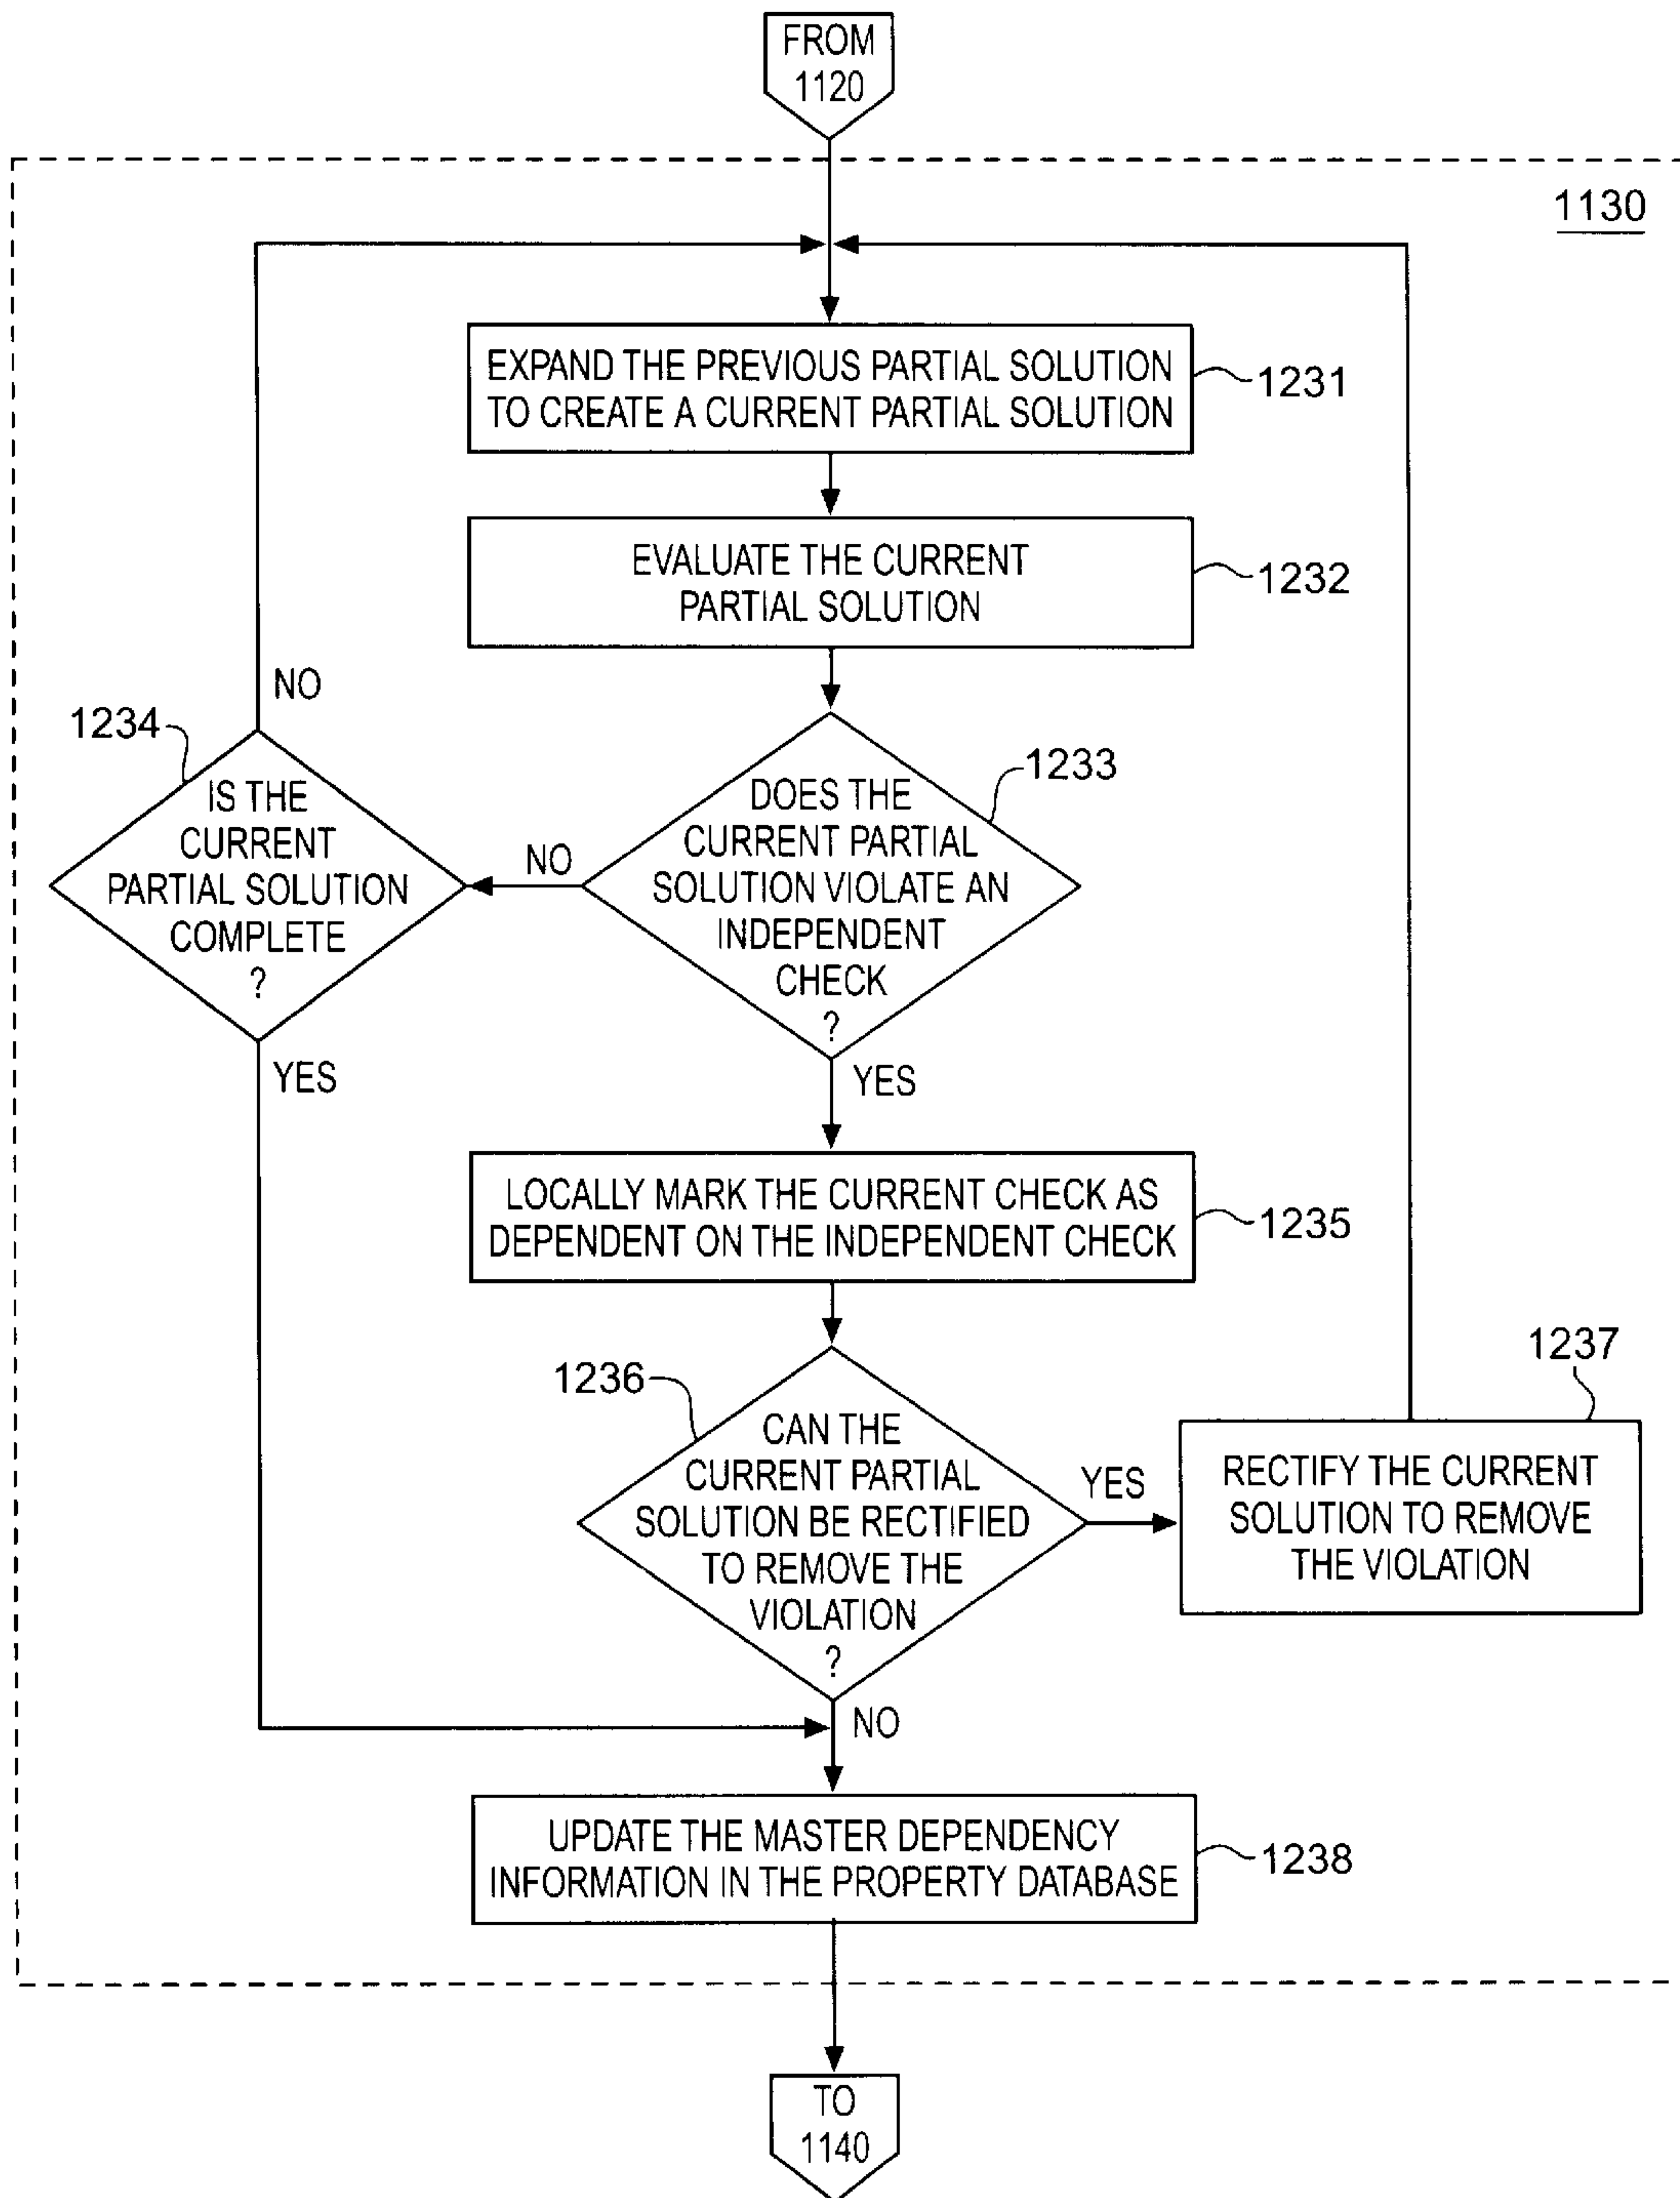 FROM
1120
1130
EXPAND THE PREVIOUS PARTIAL SOLUTION
TO CREATE A CURRENT PARTIAL SOLUTION
1231
EVALUATE THE CURRENT
PARTIAL SOLUTION
1232
NO
1234
IS THE
CURRENT
PARTIAL SOLUTION
COMPLETE
?
YES
NO
1233
DOES THE
CURRENT PARTIAL
SOLUTION VIOLATE AN
INDEPENDENT
CHECK
?
YES
LOCALLY MARK THE CURRENT CHECK AS
DEPENDENT ON THE INDEPENDENT CHECK
1235
1236
CAN THE
CURRENT PARTIAL
SOLUTION BE RECTIFIED
TO REMOVE THE
VIOLATION
?
YES
1237
RECTIFY THE CURRENT
SOLUTION TO REMOVE
THE VIOLATION
NO
UPDATE THE MASTER DEPENDENCY
INFORMATION IN THE PROPERTY DATABASE
1238
TO
1140